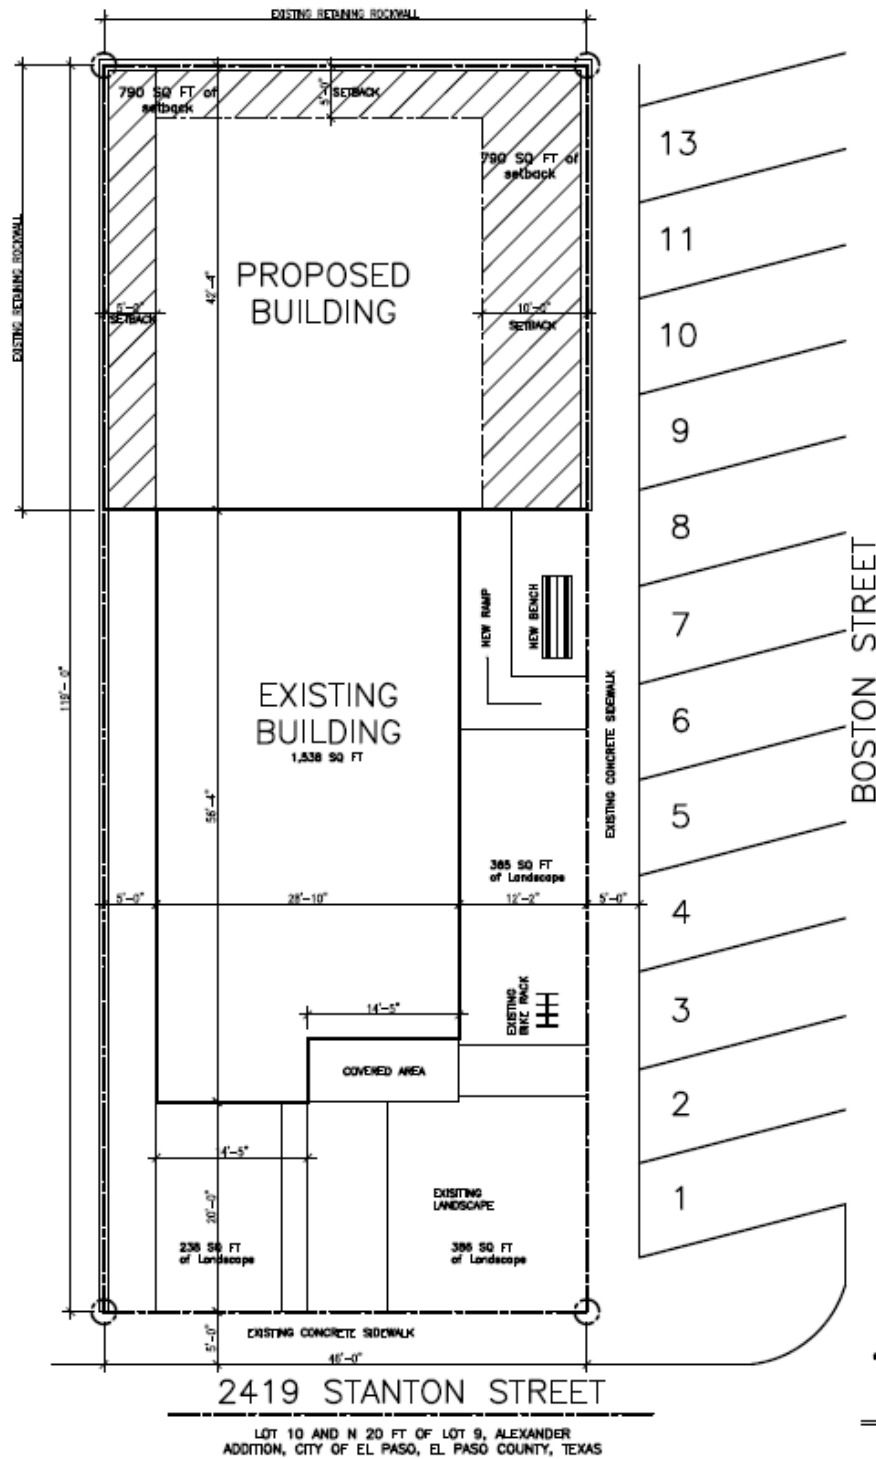 EXISTING RETAINING ROCKWALL
790 SQ FT of
setback
5'-0"
SETBACK
13
790 SQ FT of
setback
EXISTING RETAINING ROCKWALL
11
PROPOSED
BUILDING
42'-4"
5'-0"
SETBACK
10'-0"
SETBACK
10
9
8
BOSTON STREET
NEW RAMP
NEW BENCH
7
119'-0"
EXISTING
BUILDING
1,538 SQ FT
EXISTING CONCRETE SIDEWALK
6
56'-4"
5
385 SQ FT
of Landscape
5'-0"
28'-10"
12'-2"
5'-0"
4
EXISTING
BIKE RACK
14'-5"
3
COVERED AREA
2
4'-5"
20'-0"
EXISITING
LANDSCAPE
1
238 SQ FT
of Landscape
386 SQ FT
of Landscape
5'-0"
EXISTING CONCRETE SIDEWALK
46'-0"
2419 STANTON STREET
LOT 10 AND N 20 FT OF LOT 9, ALEXANDER
ADDITION, CITY OF EL PASO, EL PASO COUNTY, TEXAS